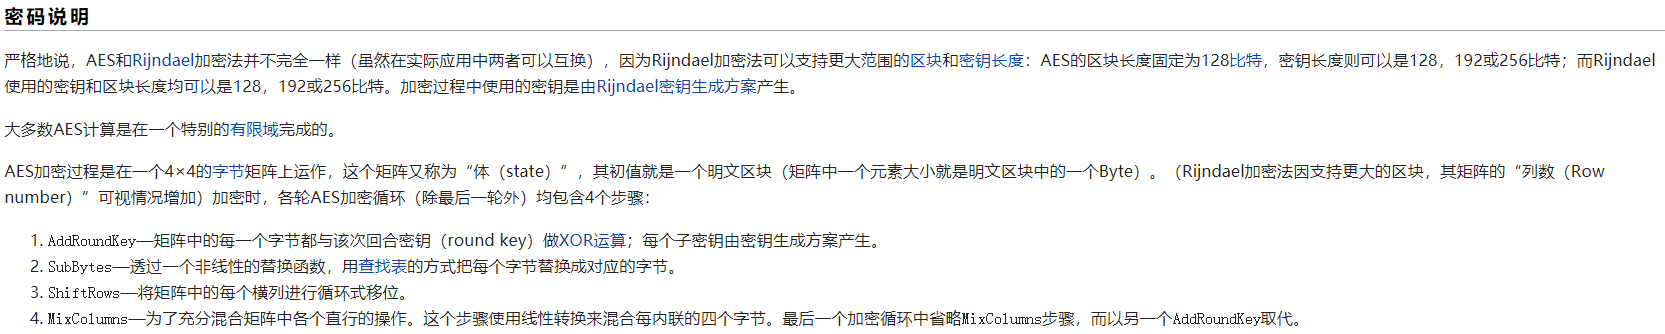 密码说明
严格地说，AES和Rijndael加密法并不完全一样（虽然在实际应用中两者可以互换），因为Rijndael加密法可以支持更大范围的区块和密钥长度：AES的区块长度固定为128比特，密钥长度则可以是128，192或256比特；而Rijndael
使用的密钥和区块长度均可以是128，192或256比特。加密过程中使用的密钥是由Rijndael密钥生成方案产生。
大多数AES计算是在一个特别的有限域完成的。
AES加密过程是在一个4×4的字节矩阵上运作，这个矩阵又称为“体（state）”，其初值就是一个明文区块（矩阵中一个元素大小就是明文区块中的一个Byte）。（Rijndael加密法因支持更大的区块，其矩阵的“列数（Row
number）”可视情况增加）加密时，各轮AES加密循环（除最后一轮外）均包含4个步骤：
1. AddRoundKey—矩阵中的每一个字节都与该次回合密钥（round key）做XOR运算；每个子密钥由密钥生成方案产生。
2. SubBytes—透过一个非线性的替换函数，用查找表的方式把每个字节替换成对应的字节。
3. ShiftRows—将矩阵中的每个横列进行循环式移位。
4. MixColumns—为了充分混合矩阵中各个直行的操作。这个步骤使用线性转换来混合每内联的四个字节。最后一个加密循环中省略MixColumns步骤，而以另一个AddRoundKey取代。